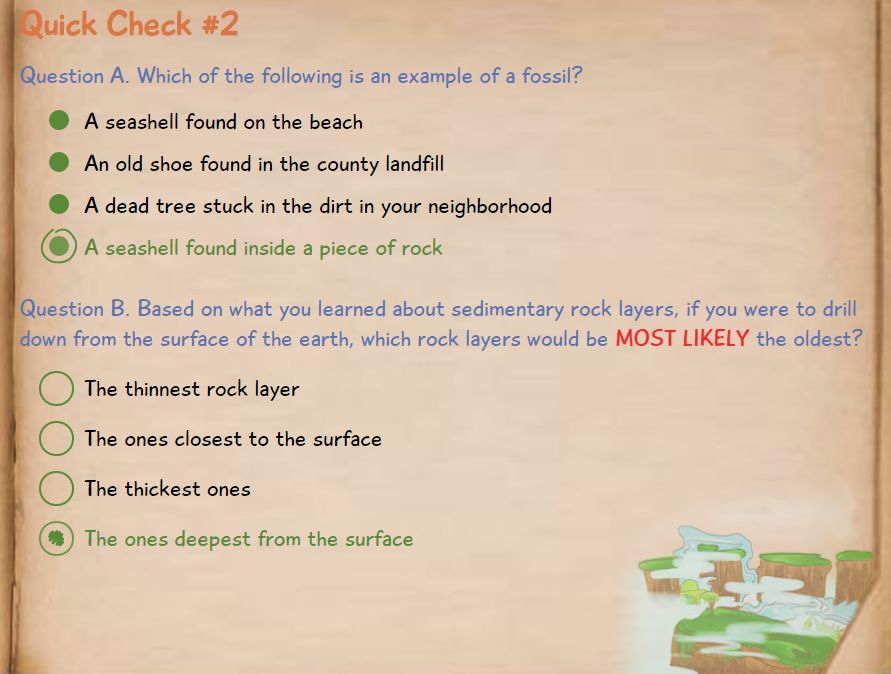 Quick Check #2
Question A. Which of the following is an example of a fossil?
A seashell found on the beach
An old shoe found in the county landfill
A dead tree stuck in the dirt in your neighborhood
A seashell found inside a piece of rock
Question B. Based on what you learned about sedimentary rock layers, if you were to drill
down from the surface of the earth, which rock layers would be MOST LIKELY the oldest?
The thinnest rock layer
The ones closest to the surface
The thickest ones
The ones deepest from the surface